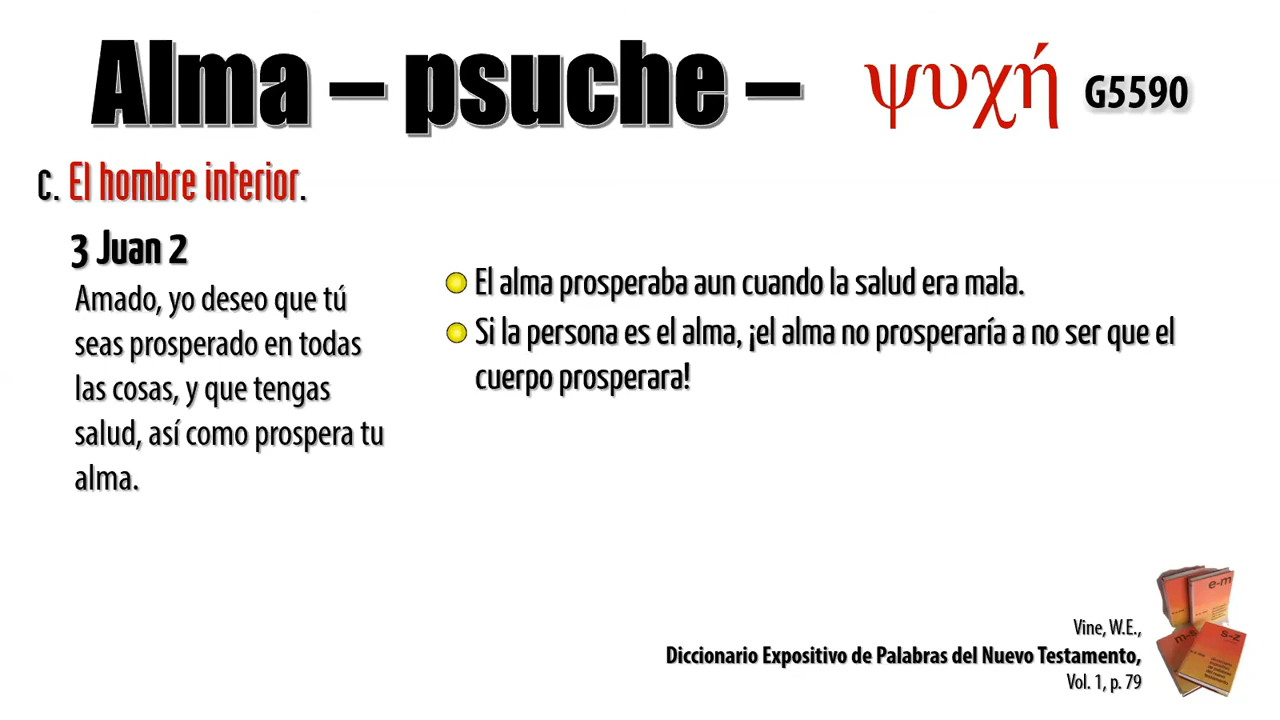 Alma – psuche – ψυχή G5590
c. El hombre interior.
3 Juan 2
Amado, yo deseo que tú
seas prosperado en todas
las cosas, y que tengas
salud, así como prospera tu
alma.
El alma prosperaba aun cuando la salud era mala.
Si la persona es el alma, ¡el alma no prosperaría a no ser que el
cuerpo prosperara!
Vine, W.E.,
Diccionario Expositivo de Palabras del Nuevo Testamento,
Vol. 1, p. 79
e-m
m-s
s-z